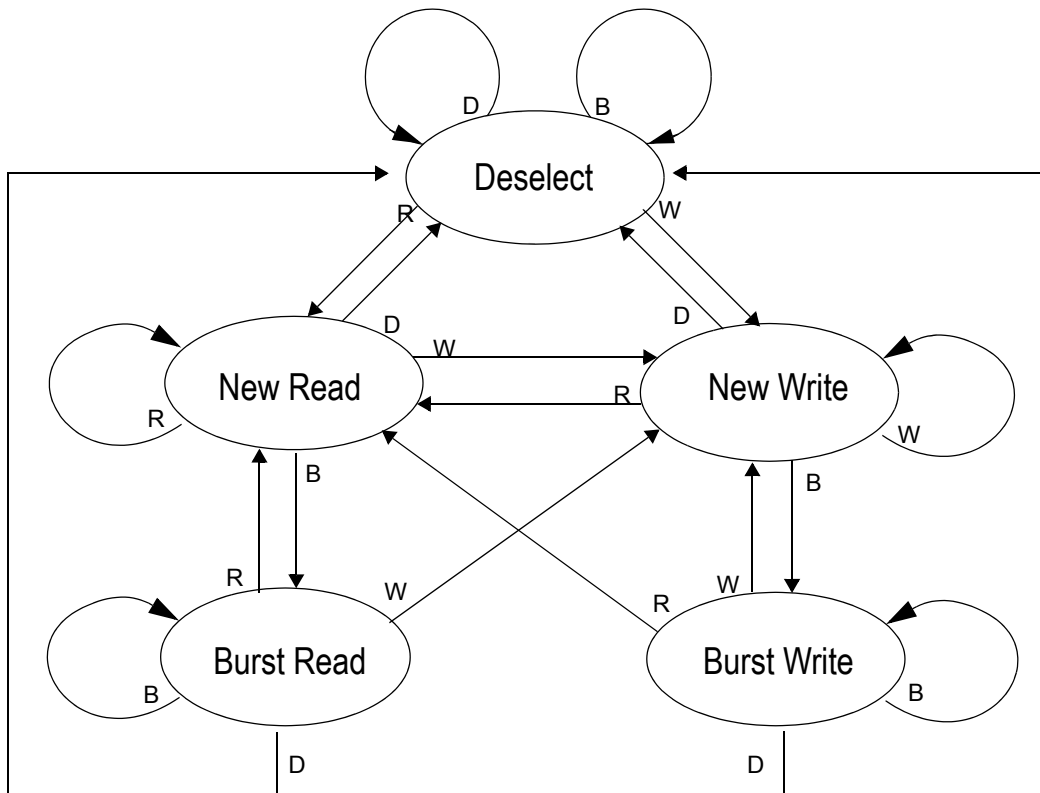 D B
Deselect
R W
D D
W
New Read New Write
R
R W
B B
R W W R
Burst Read Burst Write
B B
D D